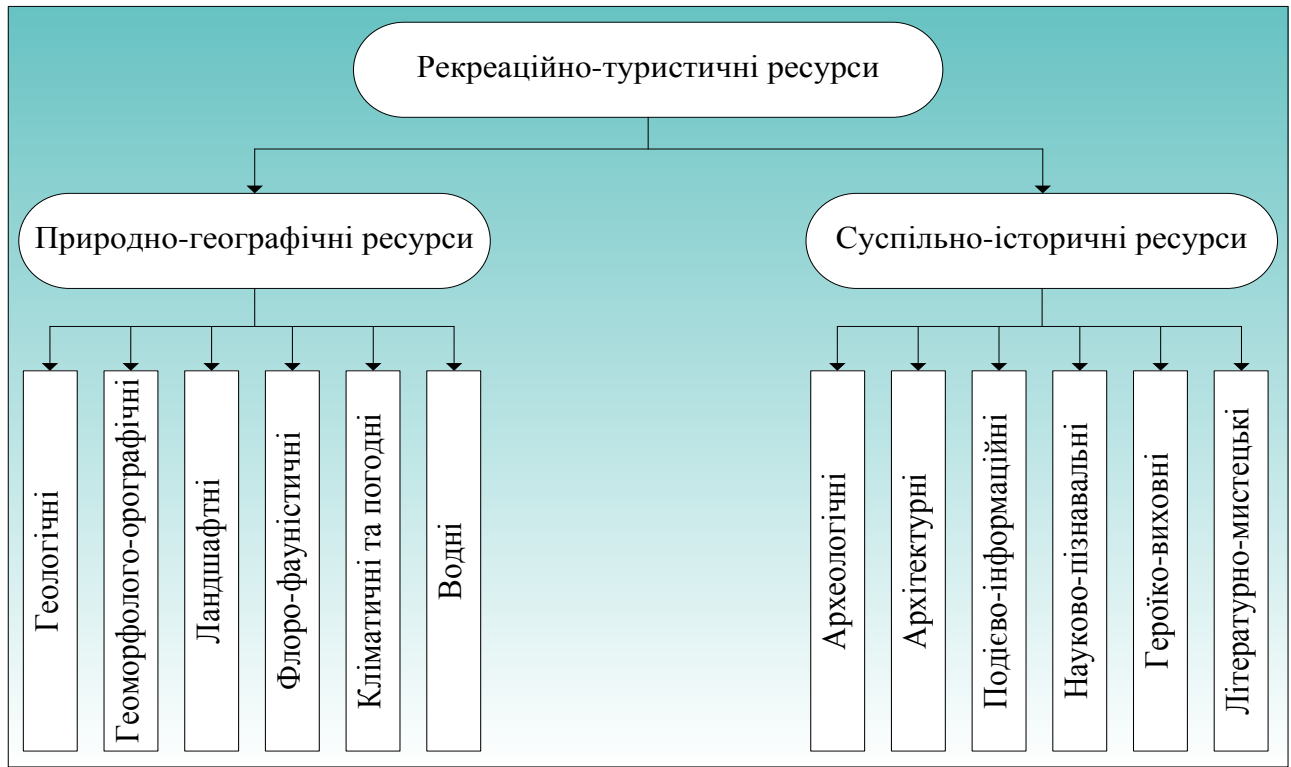 Рекреаційно-туристичні ресурси
Природно-географічні ресурси
Суспільно-історичні ресурси
Геологічні
Геоморфолого-орографічні
Ландшафтні
Флоро-фауністичні
Кліматичні та погодні
Водні
Археологічні
Архітектурні
Подієво-інформаційні
Науково-пізнавальні
Героїко-виховні
Літературно-мистецькі